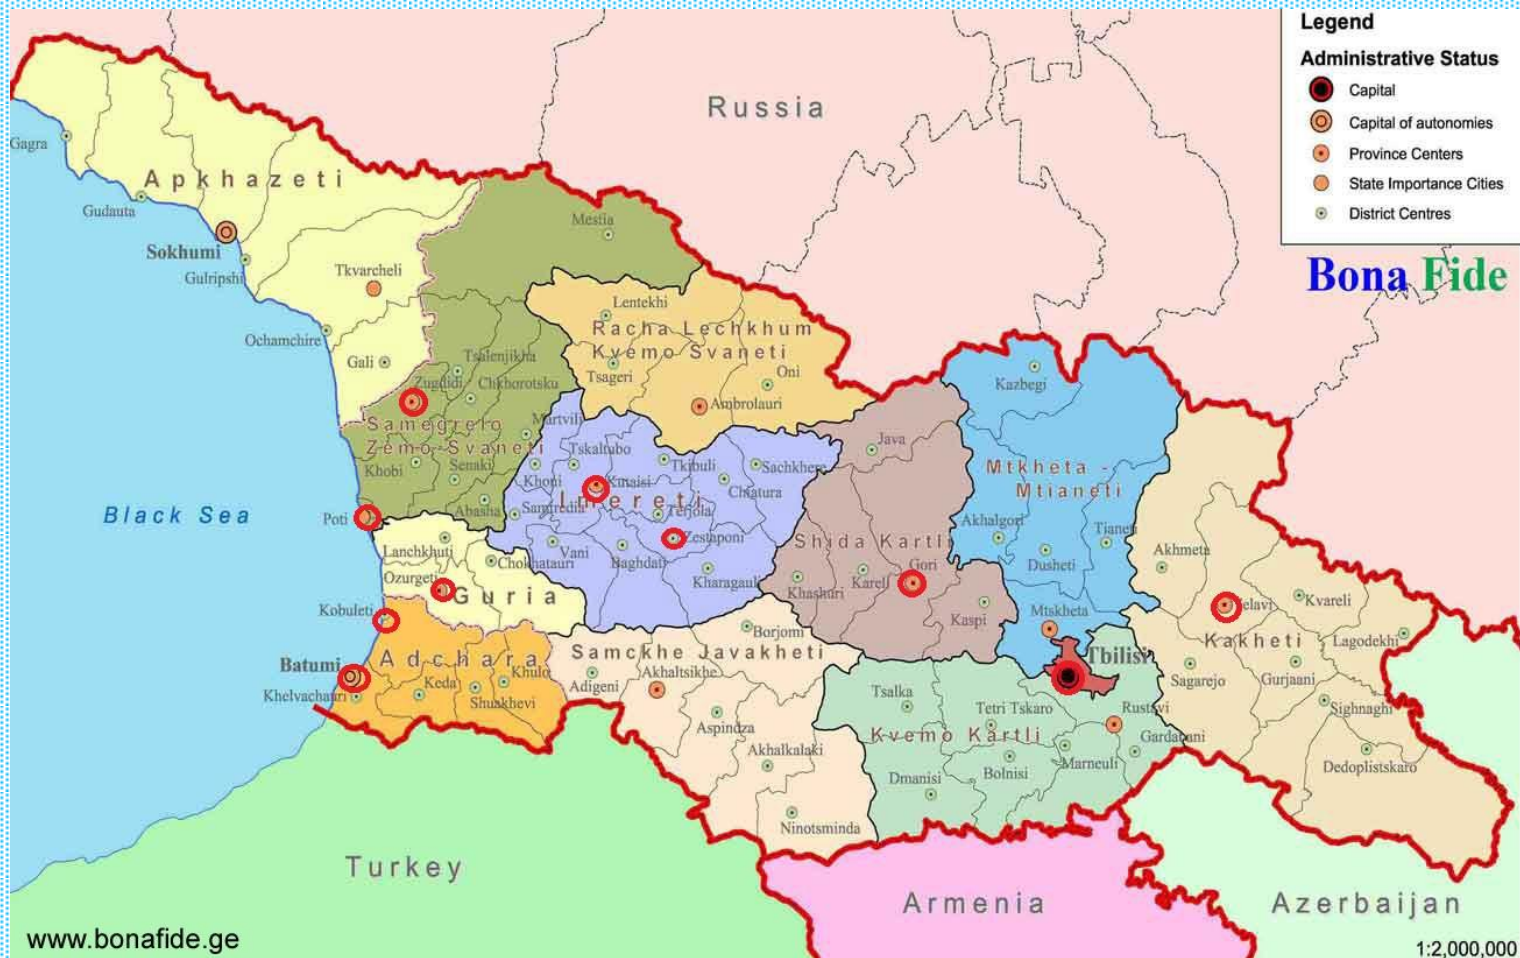 Legend
Administrative Status
Capital
Capital of autonomies
Province Centers
State Importance Cities
District Centres
Bona Fide
Russia
Gagra
Apkhazeti
Gudauta
Sokhumi
Gulripshi
Tkvarcheli
Ochamchire
Gali
Mestia
Lentekhi
Racha Lechkhum
Kvemo Svaneti
Tsageri
Oni
Ambrolauri
Tsalenjikha
Zugdidi
Chkhorotsku
Samegrelo
Zemo-Svaneti
Martvili
Khobi
Senaki
Abasha
Poti
Black Sea
Tskaltubo
Tkibuli
Sachkhere
Khoni
Imereti
Chiatura
Samtredia
Terjola
Zestaponi
Vani
Baghdati
Kharagauli
Lanchkhuti
Chokhatauri
Ozurgeti
Guria
Kobuleti
Batumi
Adchara
Khelvachauri
Keda
Khulo
Shuakhevi
Java
Shida Kartli
Gori
Kareli
Khashuri
Kaspi
Kazbegi
Mtkheta -
Mtianeti
Akhalgori
Tianeti
Dusheti
Mtskheta
Tbilisi
Akhmeta
Telavi
Kvareli
Kakheti
Lagodekhi
Sagarejo
Gurjaani
Sighnaghi
Dedoplistskaro
Borjomi
Samckhe Javakheti
Adigeni
Akhaltsikhe
Aspindza
Akhalkalaki
Ninotsminda
Tsalka
Tetri Tskaro
Rustavi
Kvemo Kartli
Gardabani
Marneuli
Bolnisi
Dmanisi
Turkey
Armenia
Azerbaijan
www.bonafide.ge
1:2,000,000